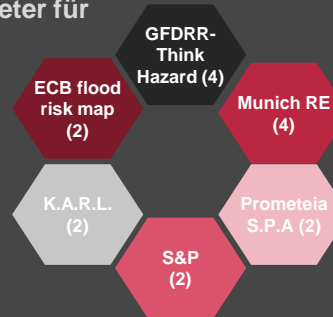 eter für
GFDRR-
Think
Hazard (4)
ECB flood
risk map
(2)
Munich RE
(4)
K.A.R.L.
(2)
Prometeia
S.P.A (2)
S&P
(2)